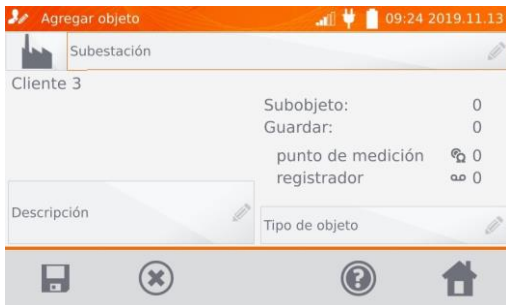 Agregar objeto 09:24 2019.11.13
Subestación
Cliente 3
Subobjeto: 0
Guardar: 0
punto de medición 0
registrador 0
Descripción
Tipo de objeto